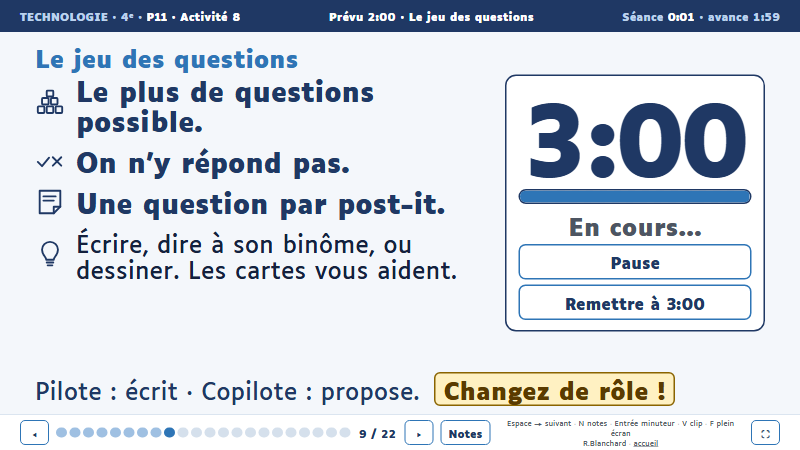 TECHNOLOGIE · 4e · P11 · Activité 8
Prévu 2:00 · Le jeu des questions
Séance 0:01 · avance 1:59
Le jeu des questions
Le plus de questions
possible.
On n’y répond pas.
Une question par post-it.
Écrire, dire à son binôme, ou
dessiner. Les cartes vous aident.
3:00
En cours…
Pause
Remettre à 3:00
Pilote : écrit · Copilote : propose.
Changez de rôle !
9 / 22
Notes
Espace → suivant · N notes · Entrée minuteur · V clip · F plein
écran
R.Blanchard · accueil